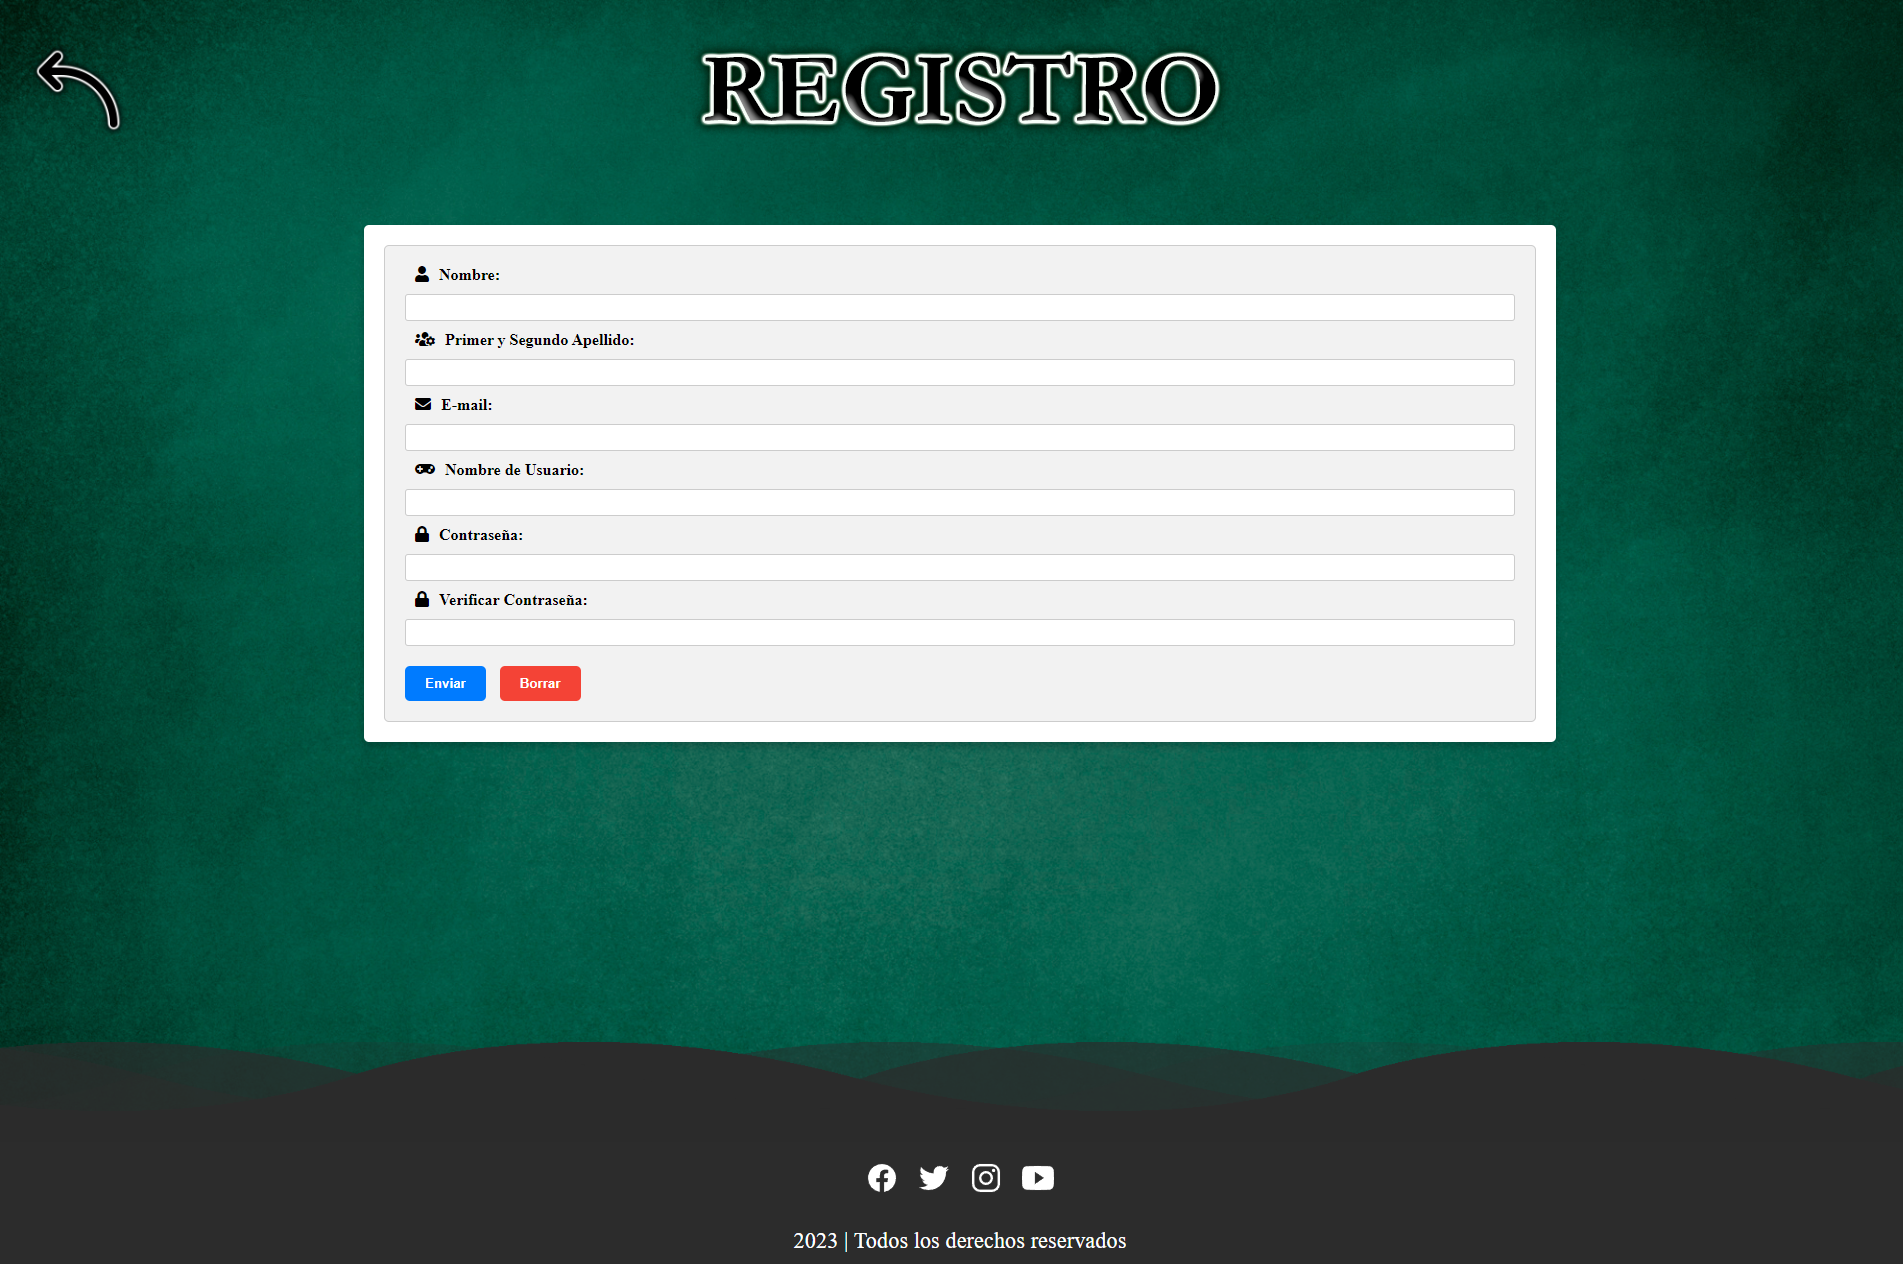 REGISTRO
Nombre:
Primer y Segundo Apellido:
E-mail:
Nombre de Usuario:
Contraseña:
Verificar Contraseña:
Enviar Borrar
2023 | Todos los derechos reservados